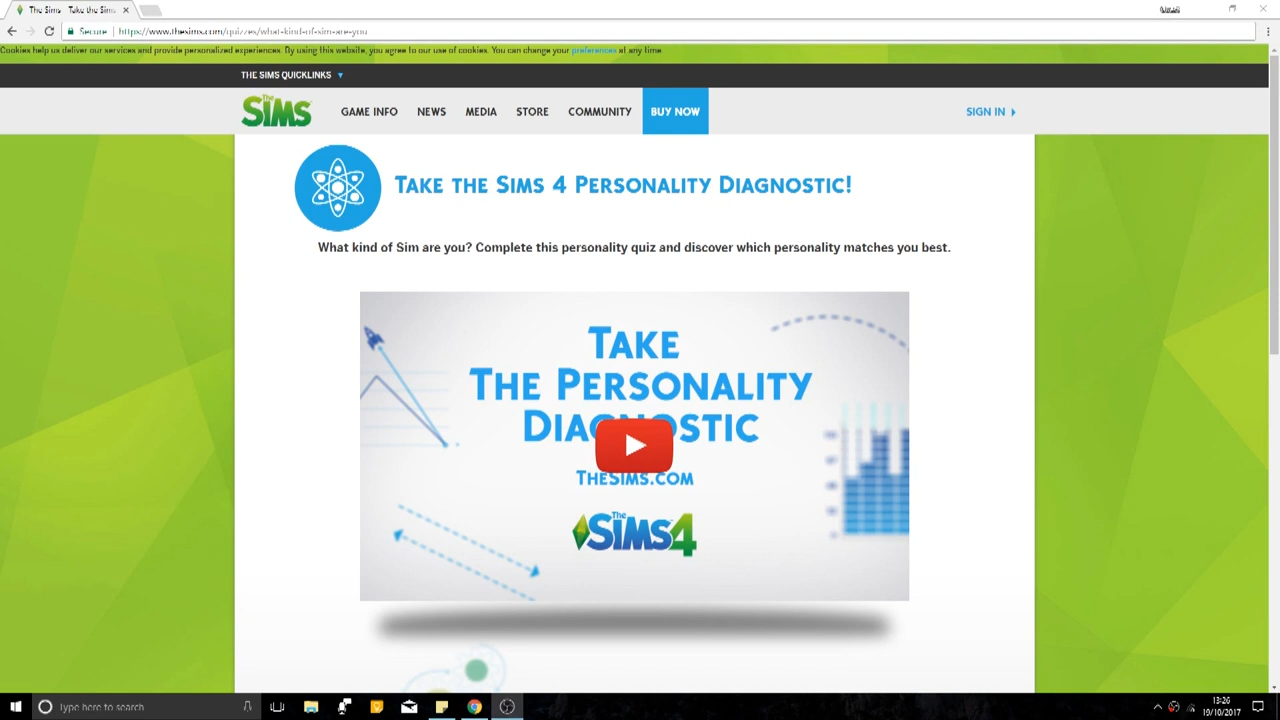 The Sims - Take the Sims
Secure https://www.thesims.com/quizzes/what-kind-of-sim-are-you
Cookies help us deliver our services and provide personalized experiences. By using this website, you agree to our use of cookies. You can change your preferences at any time.
THE SIMS QUICKLINKS
The SIMS GAME INFO NEWS MEDIA STORE COMMUNITY BUY NOW SIGN IN
TAKE THE SIMS 4 PERSONALITY DIAGNOSTIC!
What kind of Sim are you? Complete this personality quiz and discover which personality matches you best.
TAKE
THE PERSONALITY
DIAGNOSTIC
THESIMS.COM
The SIMS 4
Type here to search
13:26
19/10/2017